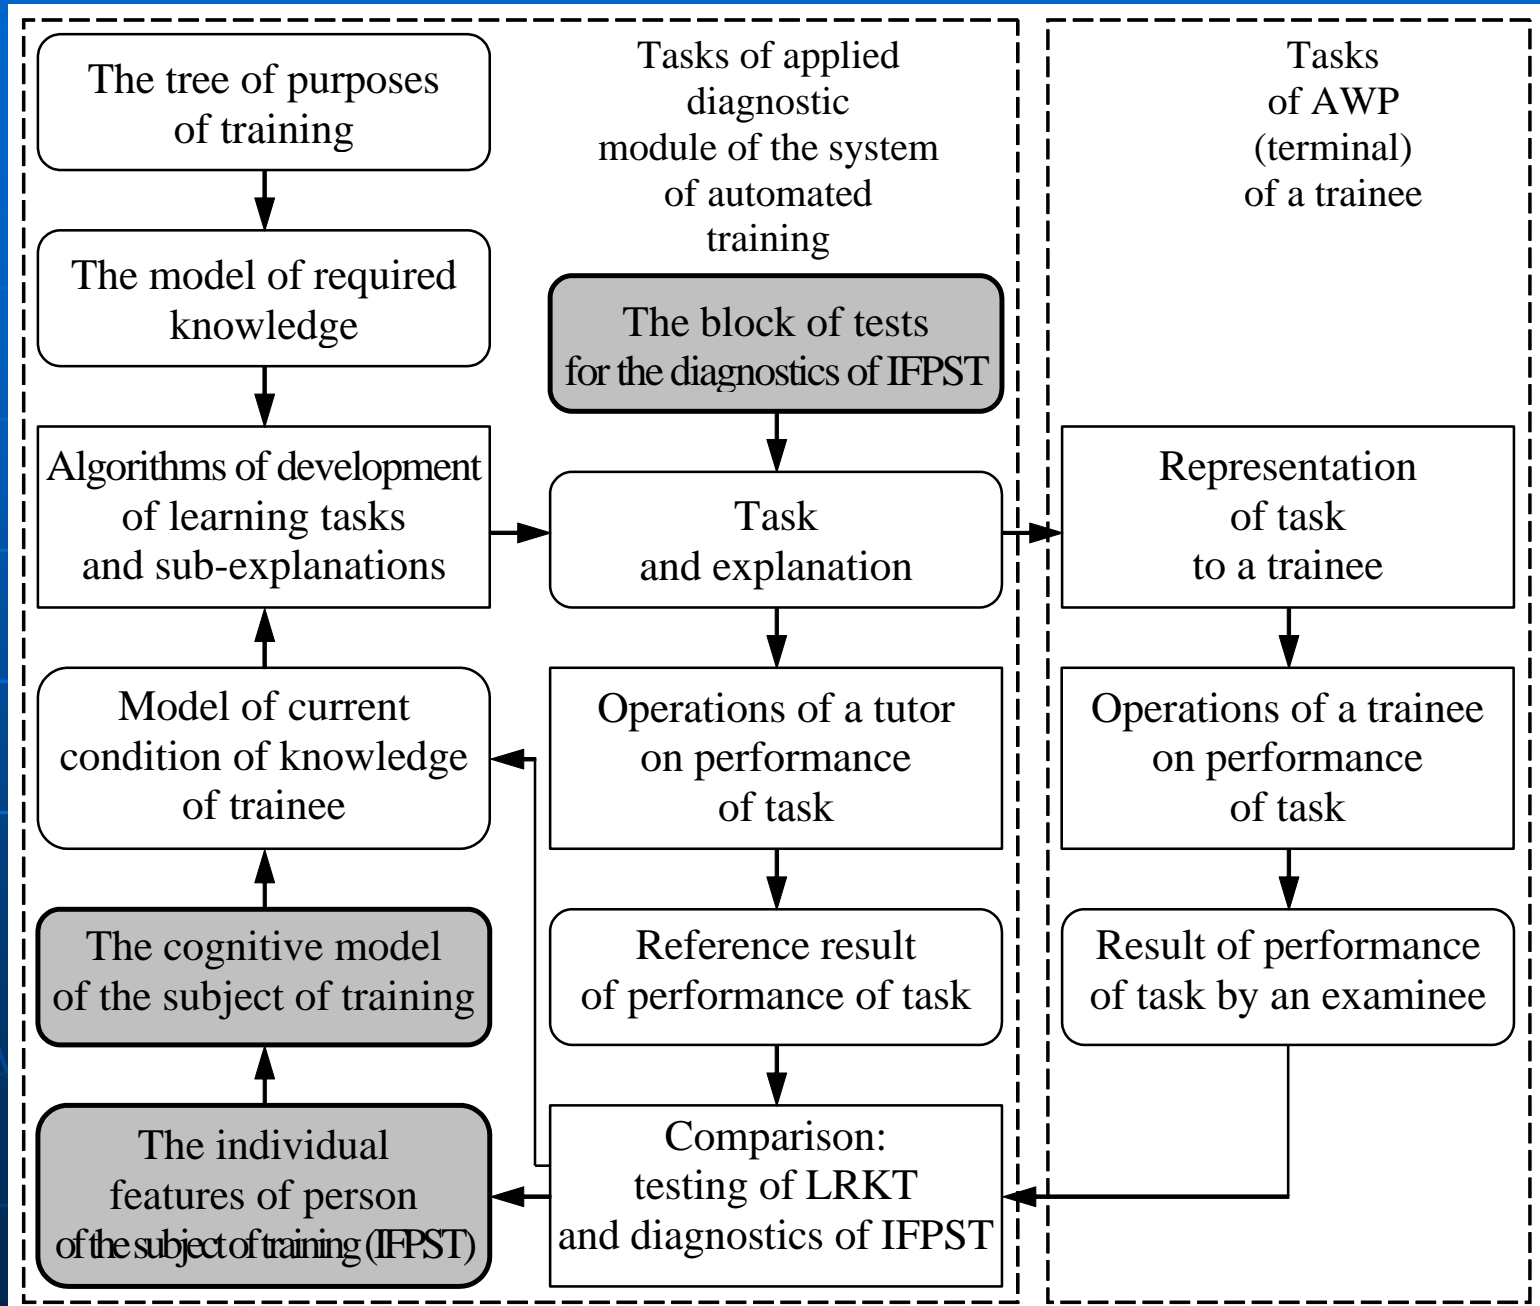 The tree of purposes
of training
The model of required
knowledge
Algorithms of development
of learning tasks
and sub-explanations
Model of current
condition of knowledge
of trainee
The cognitive model
of the subject of training
The individual
features of person
of the subject of training (IFPST)
Tasks of applied
diagnostic
module of the system
of automated
training
The block of tests
for the diagnostics of IFPST
Task
and explanation
Operations of a tutor
on performance
of task
Reference result
of performance of task
Comparison:
testing of LRKT
and diagnostics of IFPST
Tasks
of AWP
(terminal)
of a trainee
Representation
of task
to a trainee
Operations of a trainee
on performance
of task
Result of performance
of task by an examinee